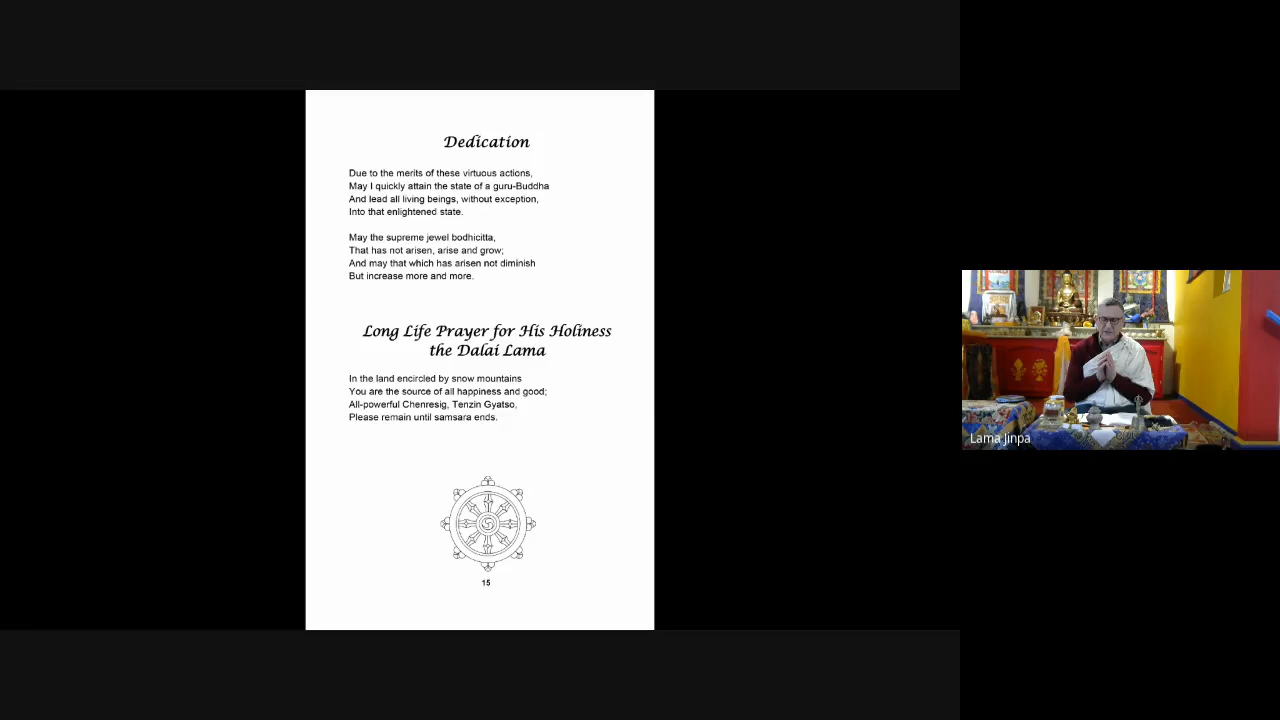 Dedication
Due to the merits of these virtuous actions,
May I quickly attain the state of a guru-Buddha
And lead all living beings, without exception,
Into that enlightened state.
May the supreme jewel bodhicitta,
That has not arisen, arise and grow;
And may that which has arisen not diminish
But increase more and more.
Long Life Prayer for His Holiness
the Dalai Lama
In the land encircled by snow mountains
You are the source of all happiness and good;
All-powerful Chenresig, Tenzin Gyatso,
Please remain until samsara ends.
15
Lama Jinpa